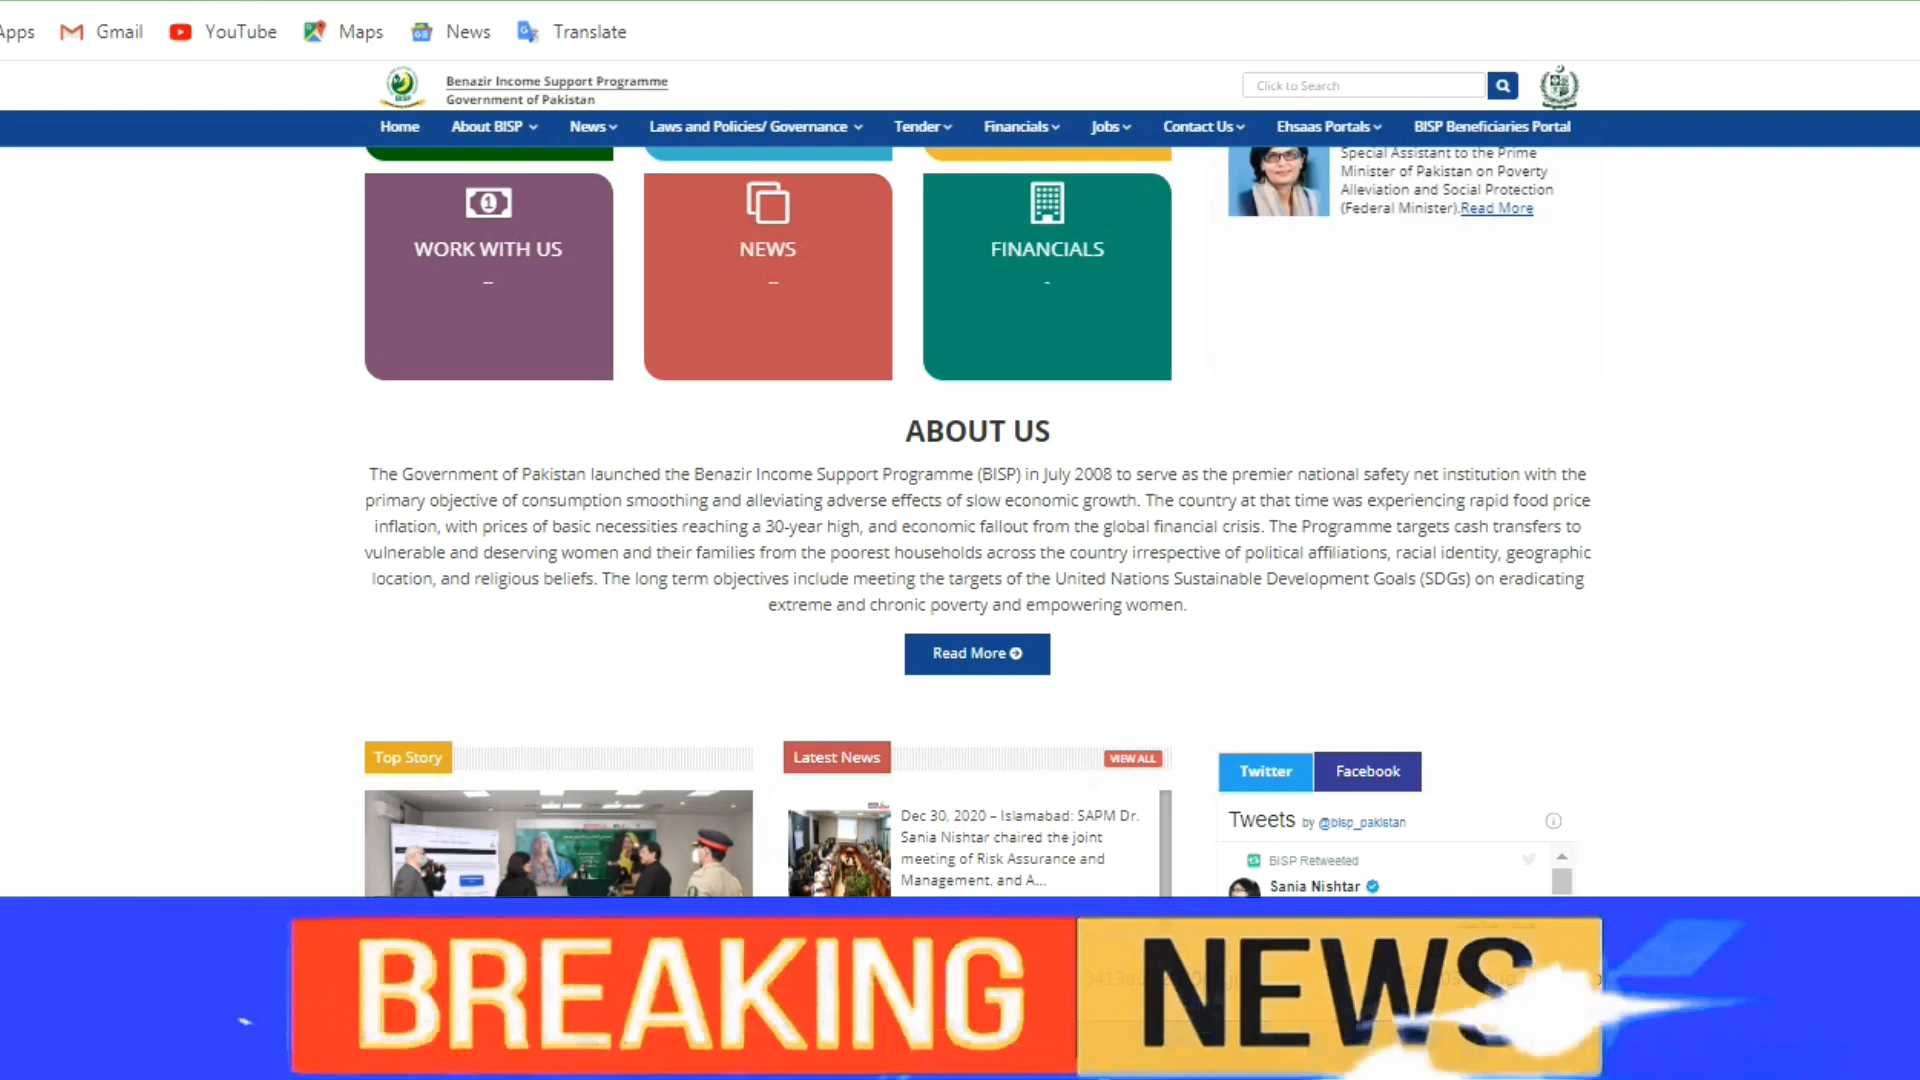 Apps Gmail YouTube Maps News Translate
Benazir Income Support Programme
Government of Pakistan
Click to Search
Home About BISP News Laws and Policies/ Governance Tender Financials Jobs Contact Us Ehsaas Portals BISP Beneficiaries Portal
Special Assistant to the Prime
Minister of Pakistan on Poverty
Alleviation and Social Protection
(Federal Minister).Read More
WORK WITH US
NEWS
FINANCIALS
ABOUT US
The Government of Pakistan launched the Benazir Income Support Programme (BISP) in July 2008 to serve as the premier national safety net institution with the
primary objective of consumption smoothing and alleviating adverse effects of slow economic growth. The country at that time was experiencing rapid food price
inflation, with prices of basic necessities reaching a 30-year high, and economic fallout from the global financial crisis. The Programme targets cash transfers to
vulnerable and deserving women and their families from the poorest households across the country irrespective of political affiliations, racial identity, geographic
location, and religious beliefs. The long term objectives include meeting the targets of the United Nations Sustainable Development Goals (SDGs) on eradicating
extreme and chronic poverty and empowering women.
Read More
Top Story
Latest News
VIEW ALL
Dec 30, 2020 – Islamabad: SAPM Dr.
Sania Nishtar chaired the joint
meeting of Risk Assurance and
Management, and A...
Twitter Facebook
Tweets by @bisp_pakistan
BISP Retweeted
Sania Nishtar
BREAKING NEWS